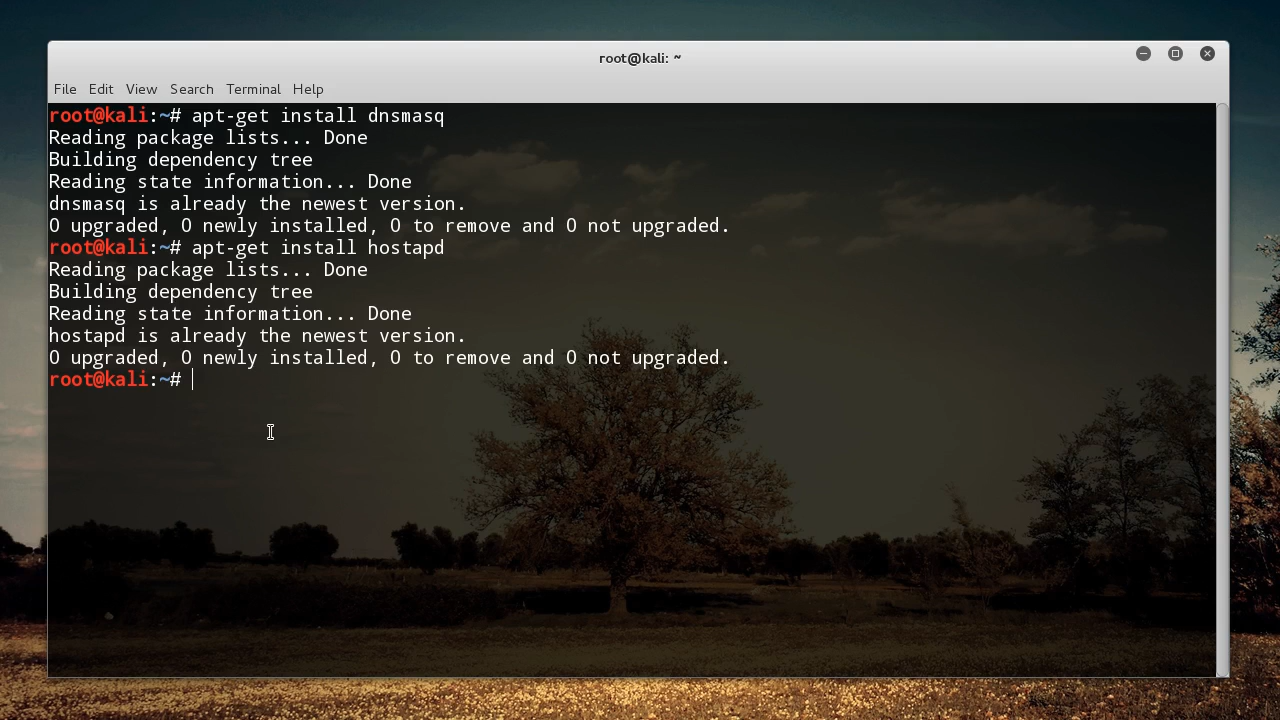 root@kali: ~
File Edit View Search Terminal Help
root@kali:~# apt-get install dnsmasq
Reading package lists... Done
Building dependency tree
Reading state information... Done
dnsmasq is already the newest version.
0 upgraded, 0 newly installed, 0 to remove and 0 not upgraded.
root@kali:~# apt-get install hostapd
Reading package lists... Done
Building dependency tree
Reading state information... Done
hostapd is already the newest version.
0 upgraded, 0 newly installed, 0 to remove and 0 not upgraded.
root@kali:~#